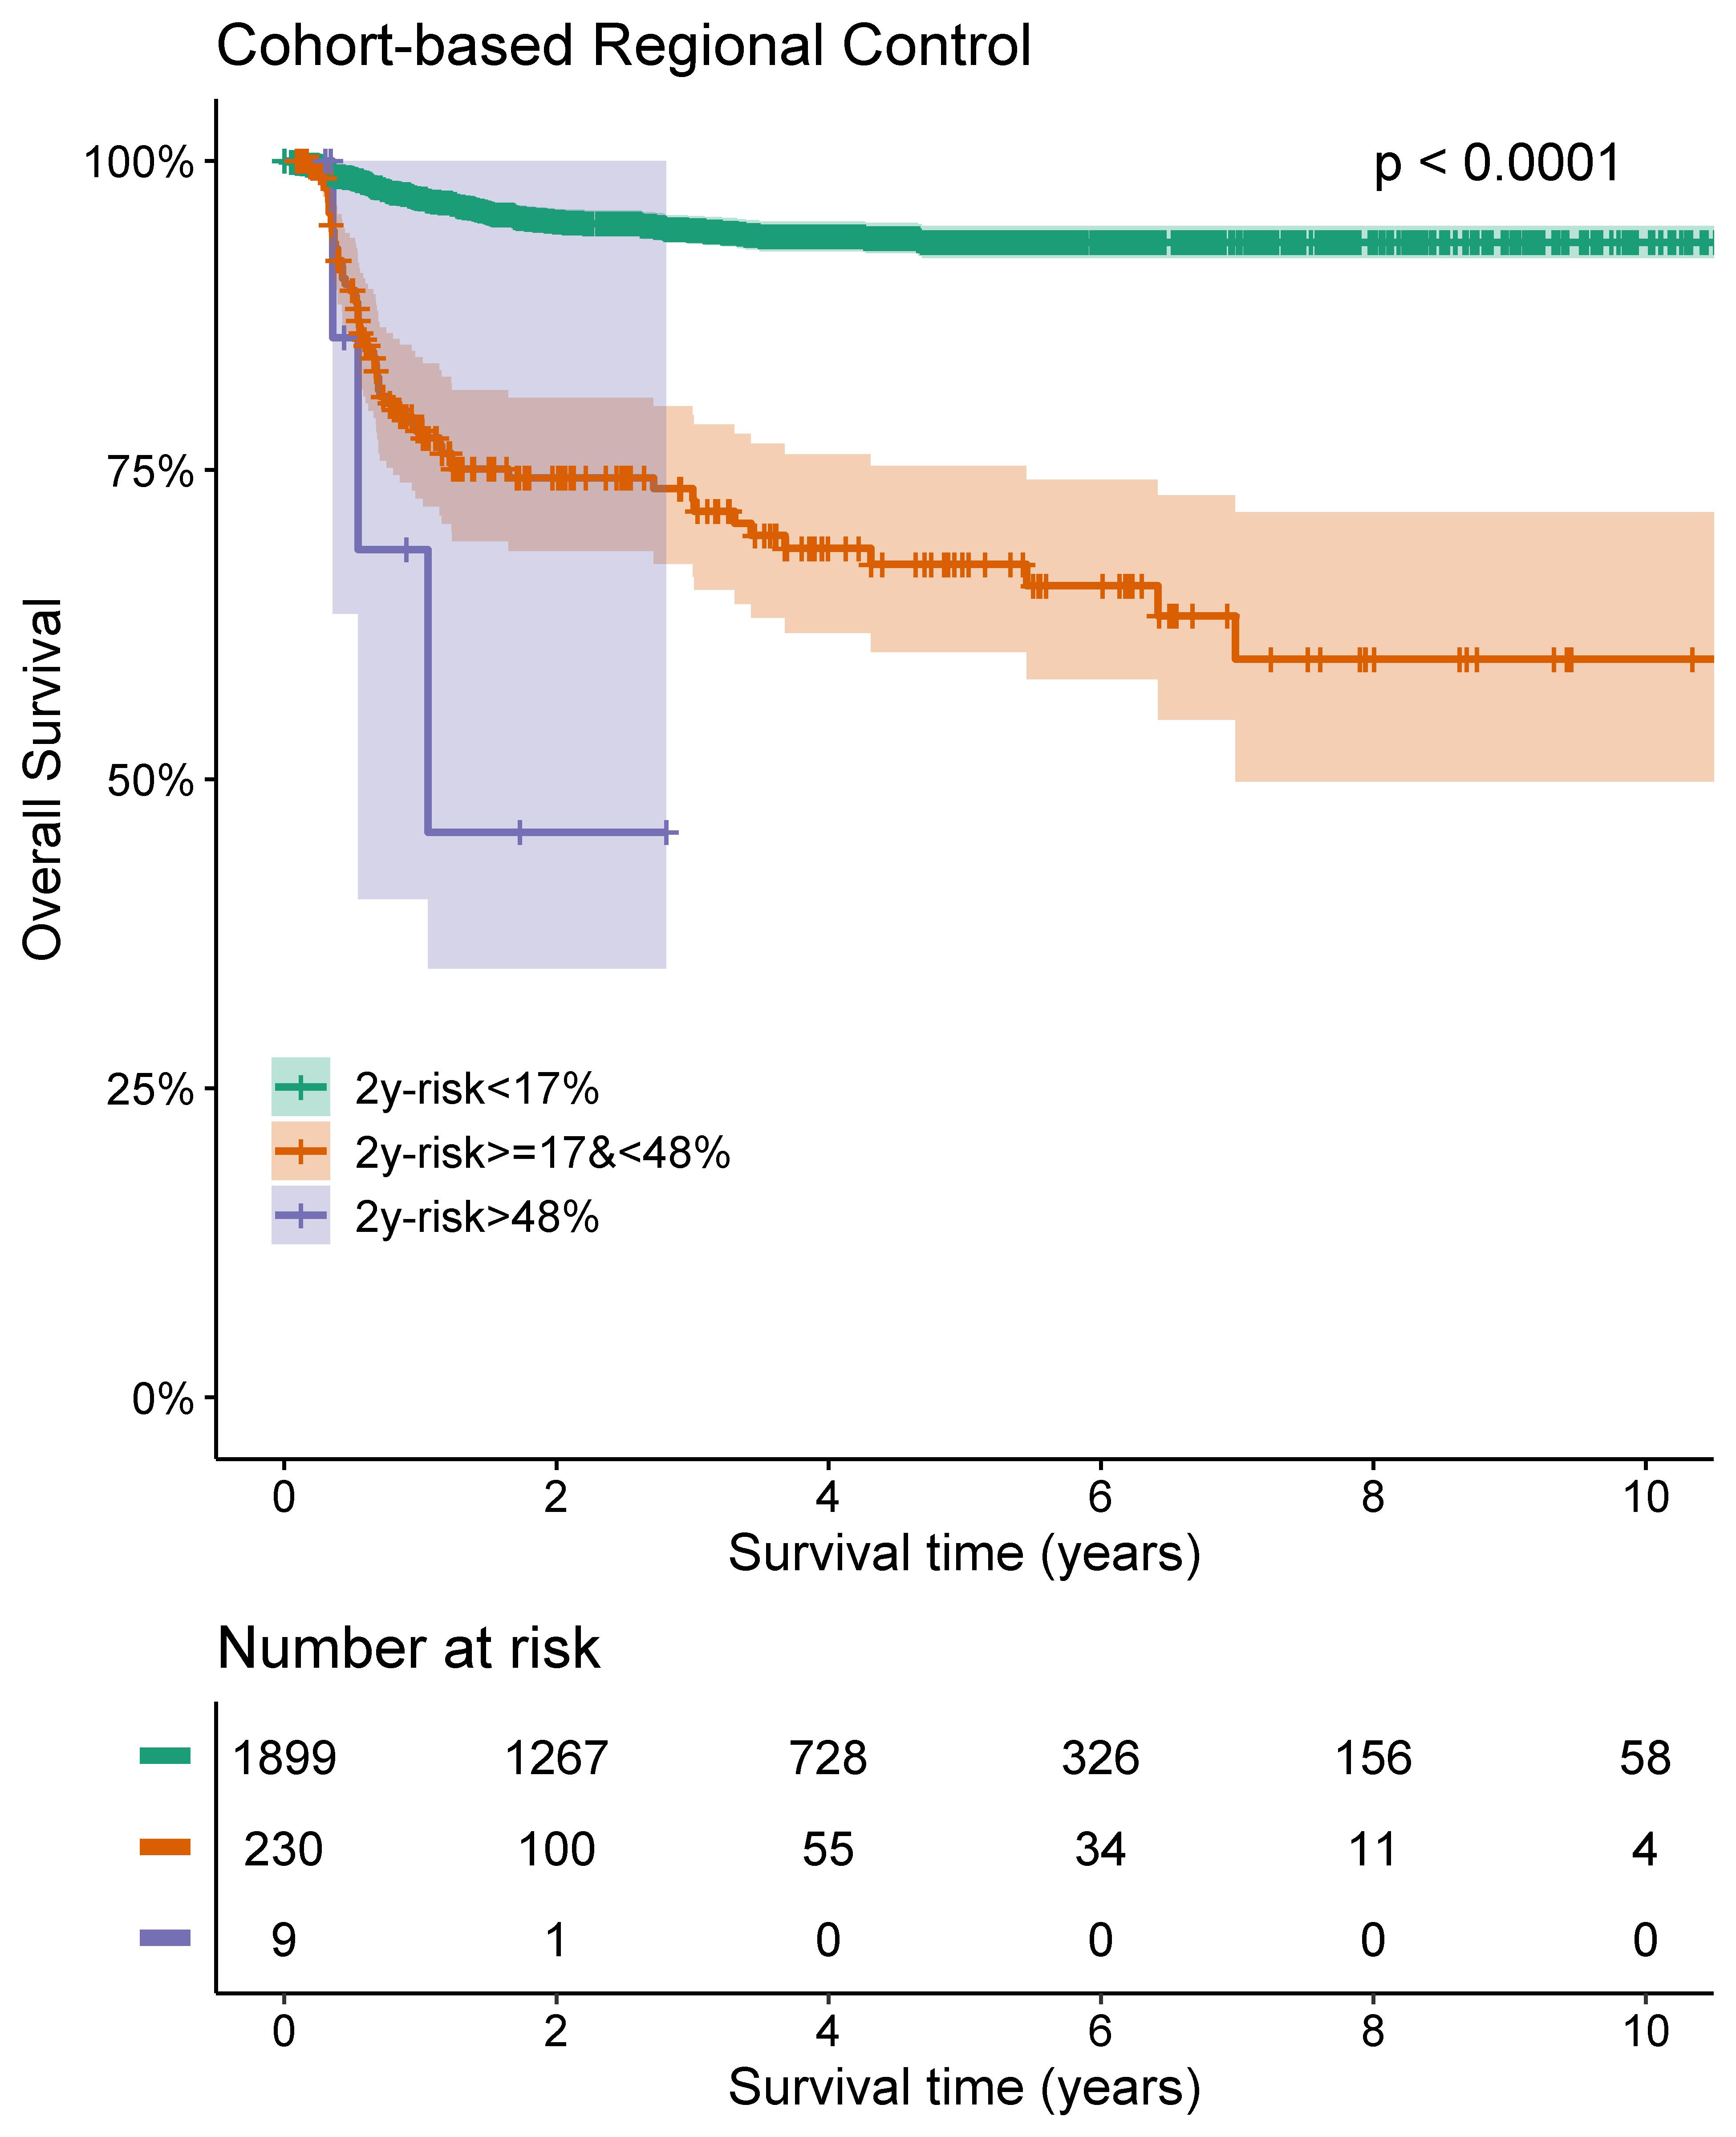 Cohort-based Regional Control
100%
75%
50%
25%
0%
Overall Survival
p < 0.0001
2y-risk<17%
2y-risk>=17&<48%
2y-risk>48%
0 2 4 6 8 10
Survival time (years)
Number at risk
1899 1267 728 326 156 58
230 100 55 34 11 4
9 1 0 0 0 0
0 2 4 6 8 10
Survival time (years)